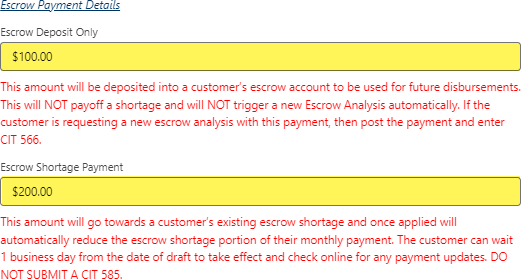 Escrow Payment Details
Escrow Deposit Only
$100.00
This amount will be deposited into a customer's escrow account to be used for future disbursements.
This will NOT payoff a shortage and will NOT trigger a new Escrow Analysis automatically. If the
customer is requesting a new escrow analysis with this payment, then post the payment and enter
CIT 566.
Escrow Shortage Payment
$200.00
This amount will go towards a customer's existing escrow shortage and once applied will
automatically reduce the escrow shortage portion of their monthly payment. The customer can wait
1 business day from the date of draft to take effect and check online for any payment updates. DO
NOT SUBMIT A CIT 585.